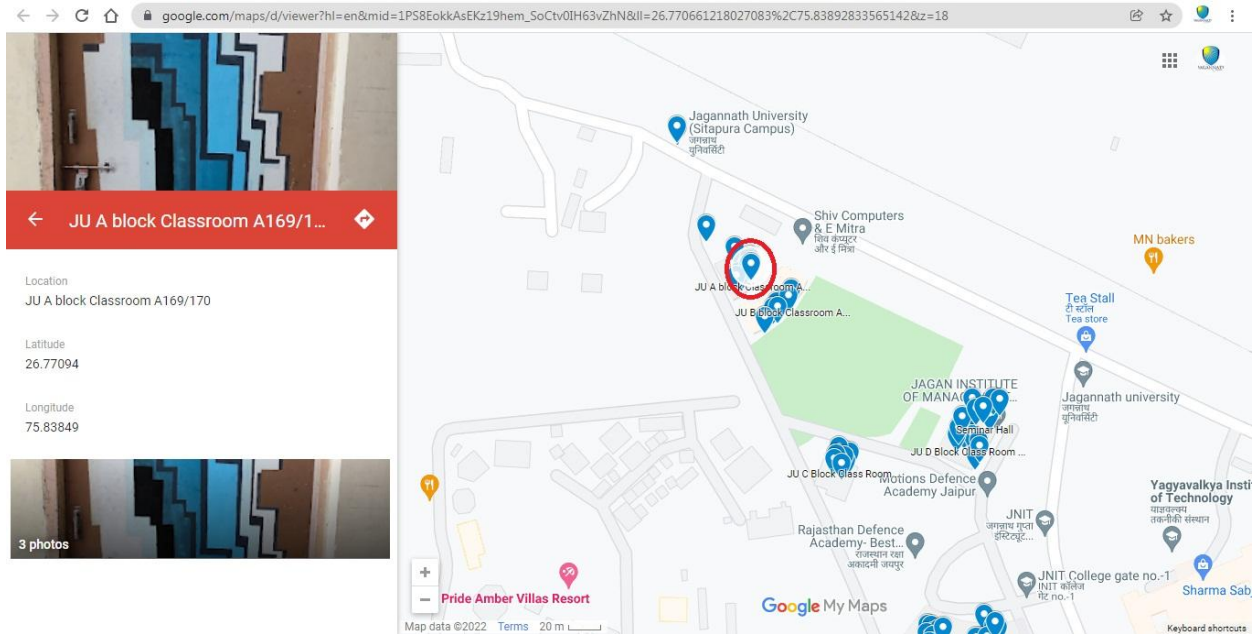 google.com/maps/d/viewer?hl=en&mid=1PS8EokkAsEKz19hem_SoCtv0IH63vZhN&ll=26.770661218027083%2C75.83892833565142&z=18
JU A block Classroom A169/1...
Location
JU A block Classroom A169/170
Latitude
26.77094
Longitude
75.83849
3 photos
Jagannath University
(Sitapura Campus)
जगन्नाथ
यूनिवर्सिटी
Shiv Computers
& E Mitra
शिव कंप्यूटर
और ई मित्रा
MN bakers
JU A block Classroom A...
JU B block Classroom A...
Tea Stall
टी स्टॉल
Tea store
JAGAN INSTITUTE
OF MANAG
Jagannath university
जगन्नाथ
यूनिवर्सिटी
Seminar Hall
JU D Block Class Room ...
JU C Block Class Room
Motions Defence
Academy Jaipur
Yagyavalkya Insti
of Technology
याज्ञवल्क्य
तकनीकी संस्थान
JNIT
जगन्नाथ गुप्ता
इंस्टिट्यूट...
Rajasthan Defence
Academy- Best...
राजस्थान रक्षा
अकादमी जयपुर
JNIT College gate no.-1
JNIT कॉलेज
गेट no.-1
Sharma Sab
Pride Amber Villas Resort
Google My Maps
Map data ©2022 Terms 20 m
Keyboard shortcuts